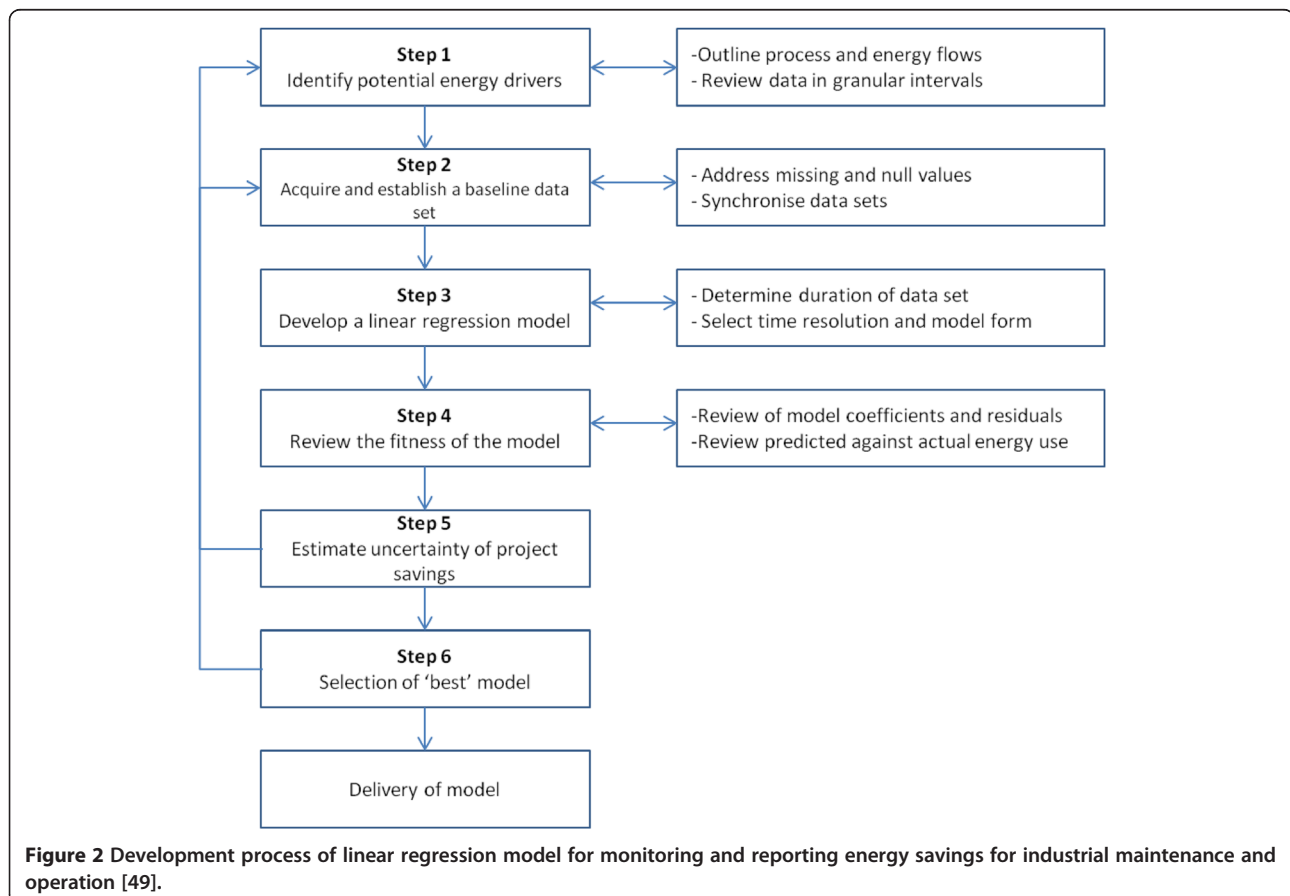 Step 1
Identify potential energy drivers
-Outline process and energy flows
- Review data in granular intervals
Step 2
Acquire and establish a baseline data
set
- Address missing and null values
- Synchronise data sets
Step 3
Develop a linear regression model
- Determine duration of data set
- Select time resolution and model form
Step 4
Review the fitness of the model
-Review of model coefficients and residuals
-Review predicted against actual energy use
Step 5
Estimate uncertainty of project
savings
Step 6
Selection of ‘best’ model
Delivery of model
Figure 2 Development process of linear regression model for monitoring and reporting energy savings for industrial maintenance and
operation [49].